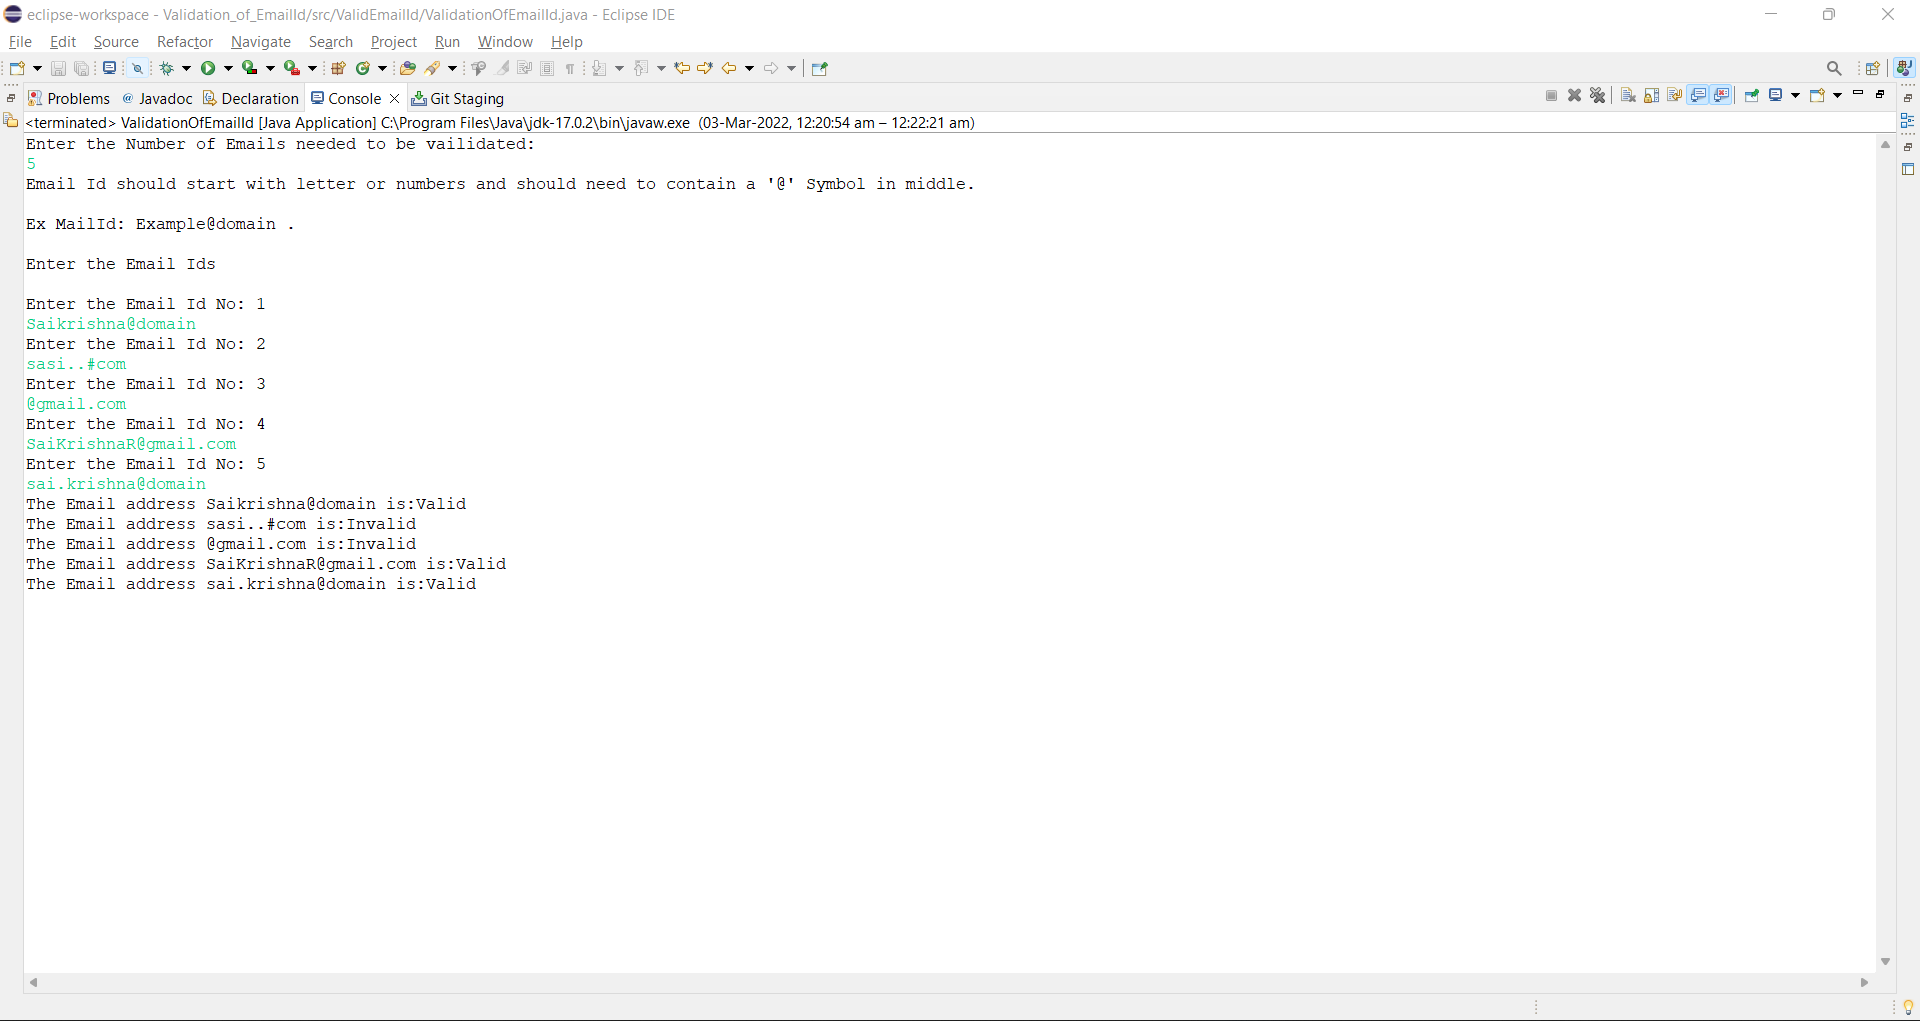 eclipse-workspace - Validation_of_EmailId/src/ValidEmailId/ValidationOfEmailId.java - Eclipse IDE
File Edit Source Refactor Navigate Search Project Run Window Help
Problems @ Javadoc Declaration Console Git Staging
<terminated> ValidationOfEmailId [Java Application] C:\Program Files\Java\jdk-17.0.2\bin\javaw.exe (03-Mar-2022, 12:20:54 am – 12:22:21 am)
Enter the Number of Emails needed to be vailidated:
5
Email Id should start with letter or numbers and should need to contain a '@' Symbol in middle.
Ex MailId: Example@domain .
Enter the Email Ids
Enter the Email Id No: 1
Saikrishna@domain
Enter the Email Id No: 2
sasi..#com
Enter the Email Id No: 3
@gmail.com
Enter the Email Id No: 4
SaiKrishnaR@gmail.com
Enter the Email Id No: 5
sai.krishna@domain
The Email address Saikrishna@domain is:Valid
The Email address sasi..#com is:Invalid
The Email address @gmail.com is:Invalid
The Email address SaiKrishnaR@gmail.com is:Valid
The Email address sai.krishna@domain is:Valid